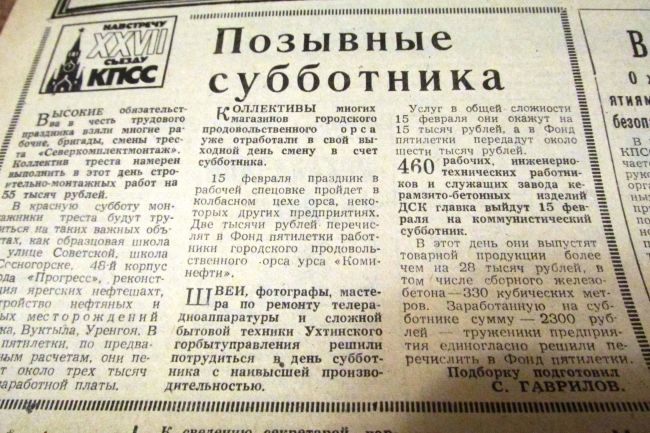 НАВСТРЕЧУ
XXVII
СЪЕЗДУ
КПСС
Позывные
субботника
ВЫСОКИЕ обязательст-
ва в честь трудового
праздника взяли многие ра-
бочие, бригады, смены трес-
та «Северкомплектмонтаж».
Коллектив треста намерен
выполнить в этот день стро-
ительно-монтажных работ на
55 тысяч рублей.
В красную субботу мон-
тажники треста будут тру-
диться на таких важных объ-
ектах, как образцовая школа
улице Советской, школа
Сосногорске, 48-й корпус
«Прогресс», реконст-
ярегских нефтешахт,
нефтяных и
месторождений
Вуктыла, Уренгоя. В
пятилетки, по предва-
расчетам, они пе-
около трех тысяч
заработной платы.
КОЛЛЕКТИВЫ многих
магазинов городского
продовольственного орса
уже отработали в свой вы-
ходной день смену в счет
субботника.
15 февраля праздник в
рабочей спецовке пройдет в
колбасном цехе орса, неко-
торых других предприятиях.
Две тысячи рублей перечис-
лят в Фонд пятилетки работ-
ники городского продовольст-
венного орса урса «Коми-
нефти».
ШВЕИ, фотографы, масте-
ра по ремонту телера-
диоаппаратуры и сложной
бытовой техники Ухтинского
горбытуправления решили
потрудиться в день суббот-
ника с наивысшей произво-
дительностью.
Услуг в общей сложности
15 февраля они окажут на
15 тысяч рублей, а в Фонд
пятилетки передадут около
шести тысяч рублей.
460 рабочих, инженерно-
технических работников
и служащих завода ке-
рамзито-бетонных изделий
ДСК главка выйдут 15 фев-
раля на коммунистический
субботник.
В этот день они выпустят
товарной продукции более
чем на 28 тысяч рублей, в
том числе сборного железо-
бетона—330 кубических мет-
ров. Заработанную на суб-
ботнике сумму — 2300 руб-
лей — труженики предприя-
тия единогласно решили пе-
речислить в Фонд пятилетки.
Подборку подготовил
С. ГАВРИЛОВ.
В
О
ЯТИЯМ
безоп
В
КПСС
К сведению секретарей пар